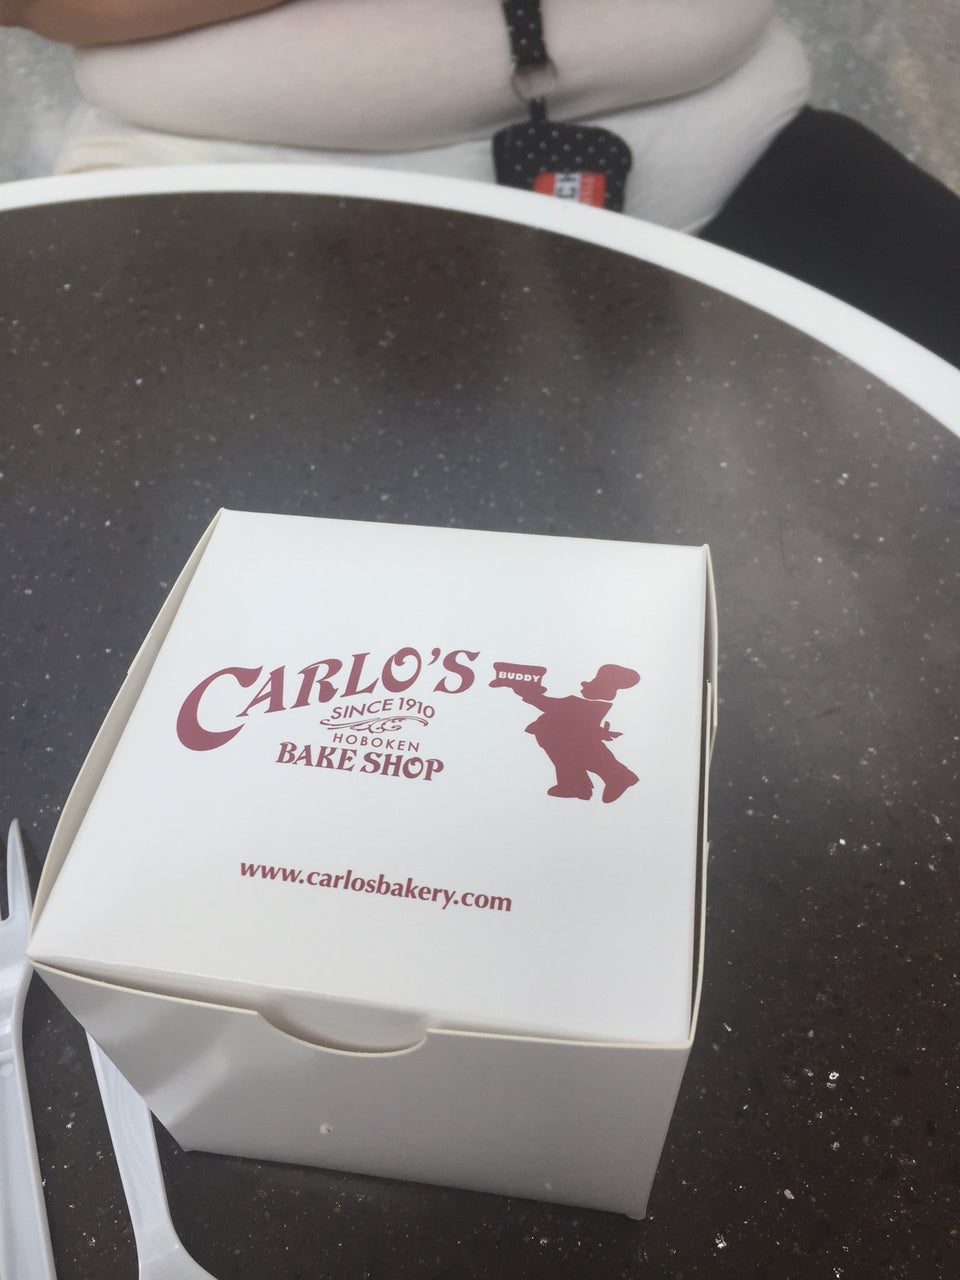 CARLO'S
SINCE 1910
HOBOKEN
BAKE SHOP
BUDDY
www.carlosbakery.com